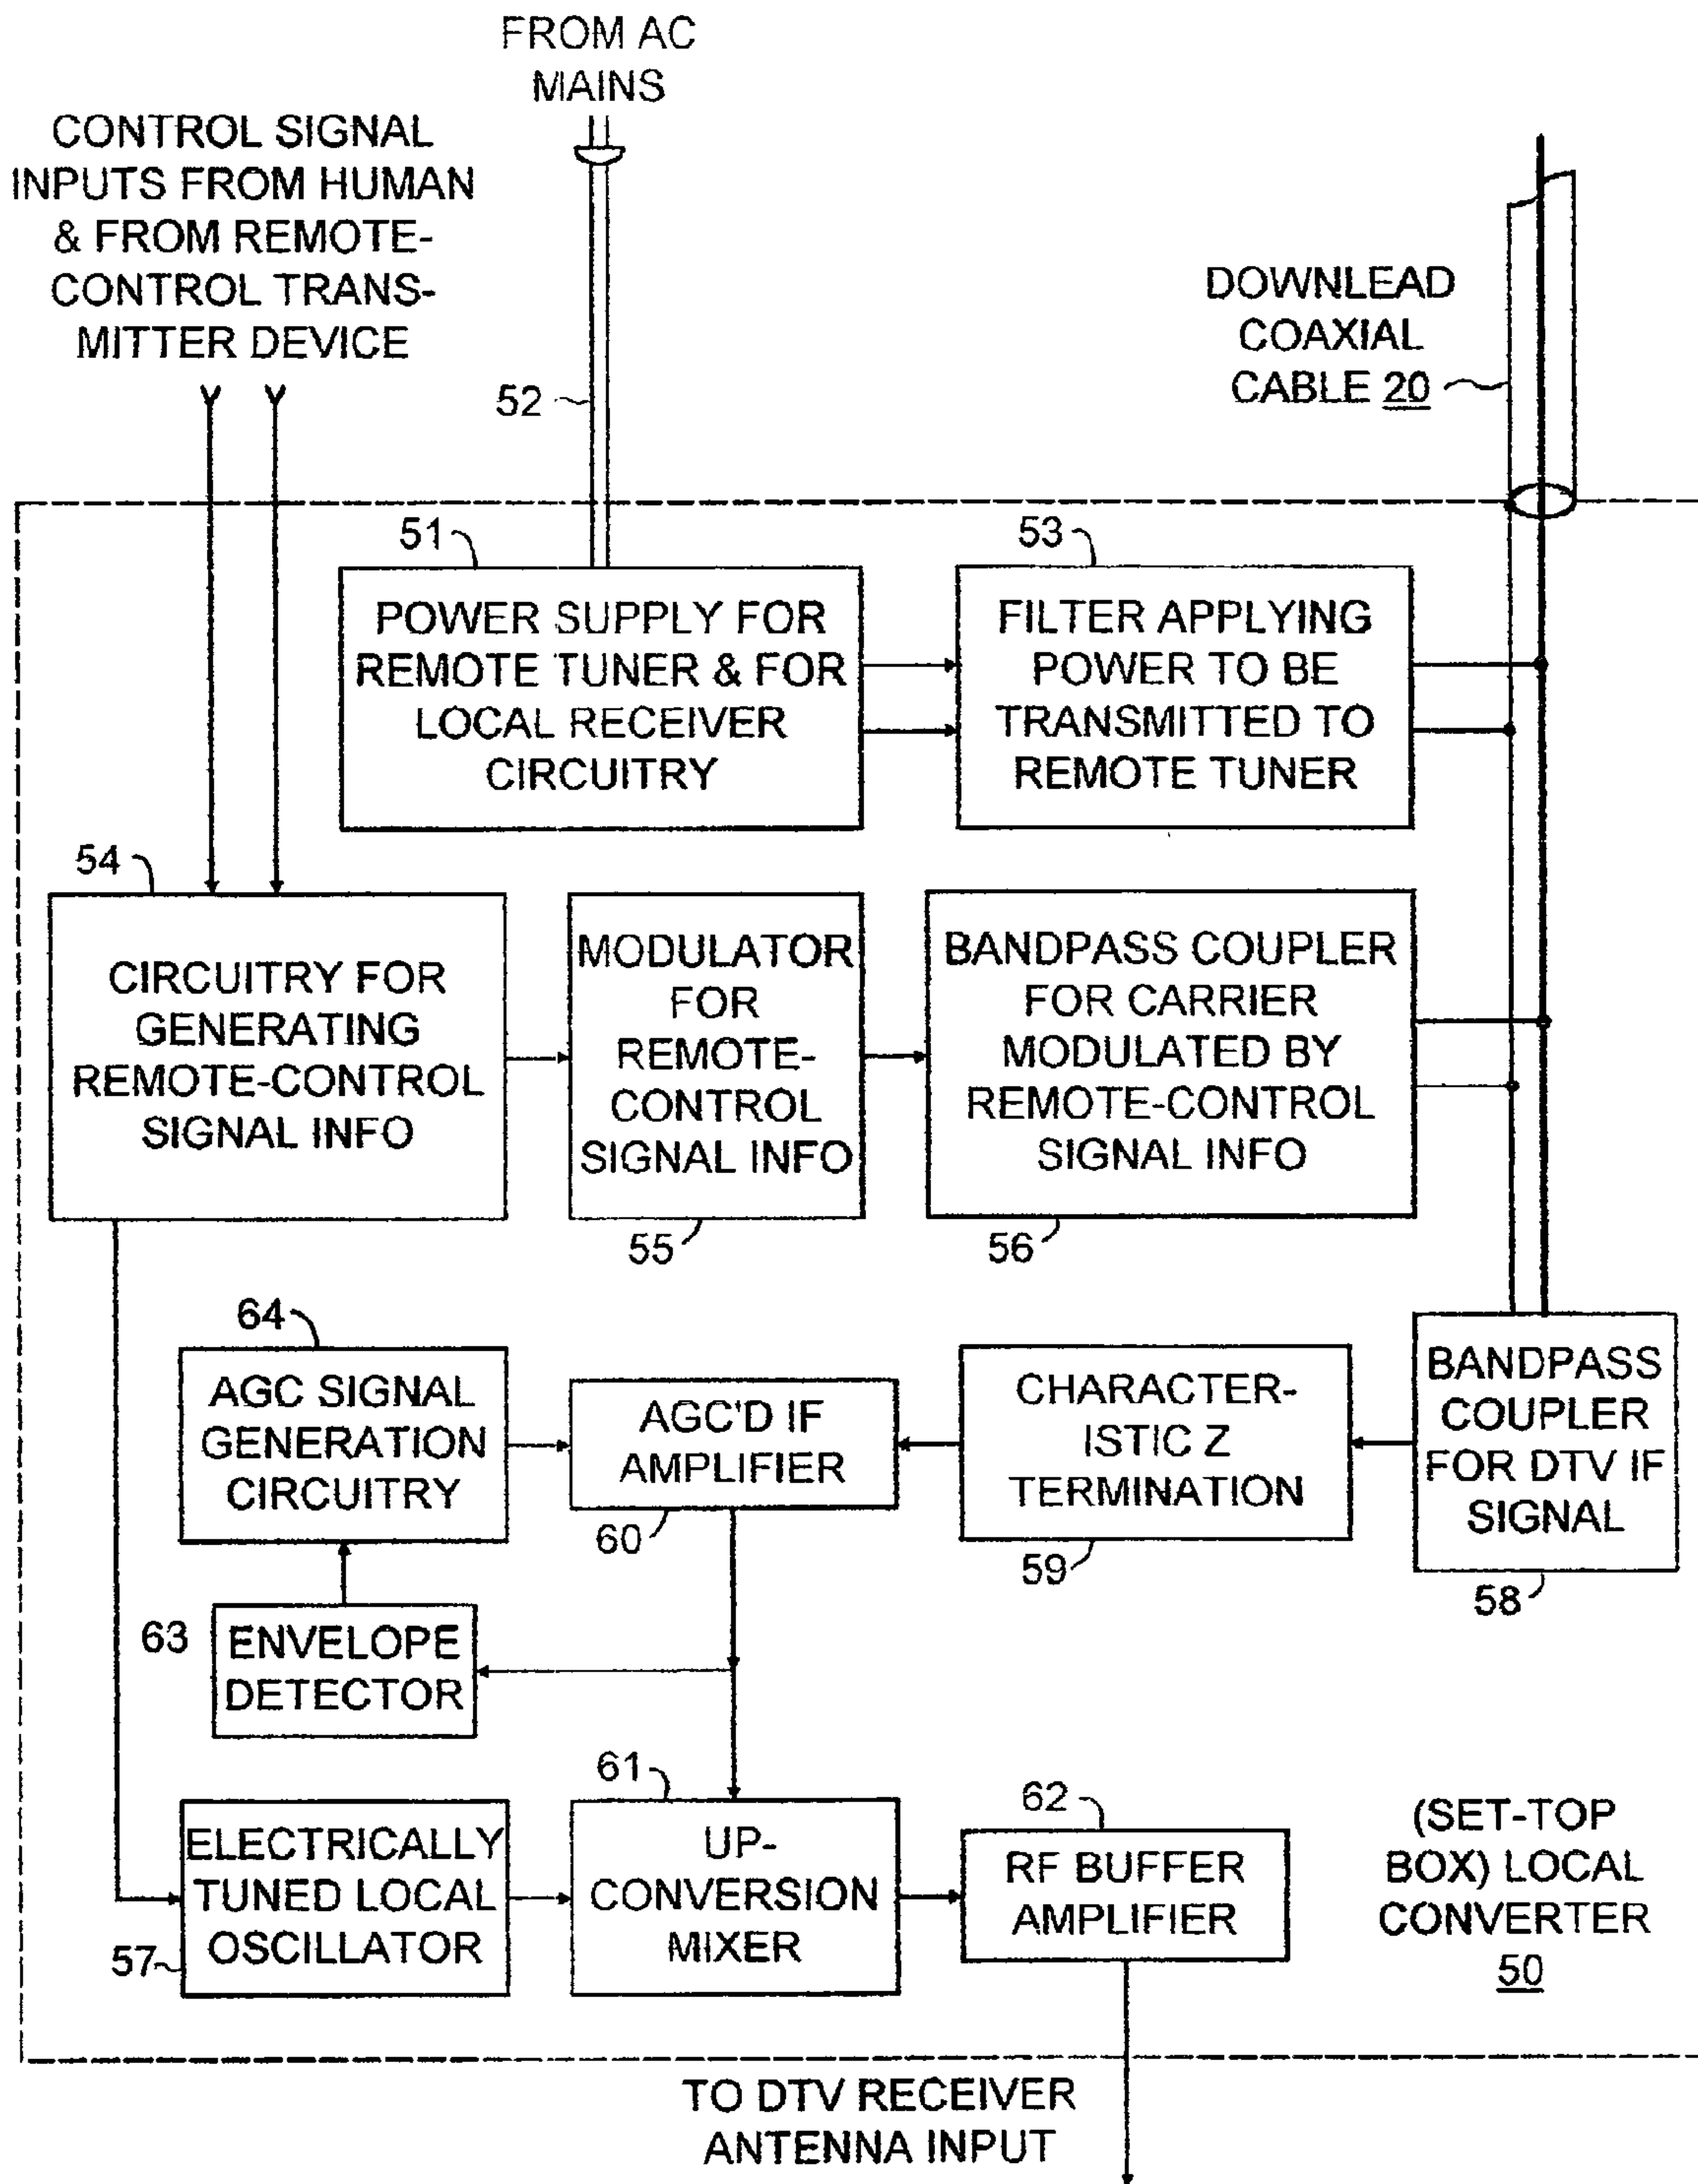 FROM AC
MAINS
CONTROL SIGNAL
INPUTS FROM HUMAN
& FROM REMOTE-
CONTROL TRANS-
MITTER DEVICE
52
DOWNLEAD
COAXIAL
CABLE 20
51
POWER SUPPLY FOR
REMOTE TUNER & FOR
LOCAL RECEIVER
CIRCUITRY
53
FILTER APPLYING
POWER TO BE
TRANSMITTED TO
REMOTE TUNER
54
CIRCUITRY FOR
GENERATING
REMOTE-CONTROL
SIGNAL INFO
MODULATOR
FOR
REMOTE-
CONTROL
SIGNAL INFO
55
BANDPASS COUPLER
FOR CARRIER
MODULATED BY
REMOTE-CONTROL
SIGNAL INFO
56
64
AGC SIGNAL
GENERATION
CIRCUITRY
AGC'D IF
AMPLIFIER
60
CHARACTER-
ISTIC Z
TERMINATION
59
BANDPASS
COUPLER
FOR DTV IF
SIGNAL
58
63
ENVELOPE
DETECTOR
ELECTRICALLY
TUNED LOCAL
OSCILLATOR
57
61
UP-
CONVERSION
MIXER
62
RF BUFFER
AMPLIFIER
(SET-TOP
BOX) LOCAL
CONVERTER
50
TO DTV RECEIVER
ANTENNA INPUT